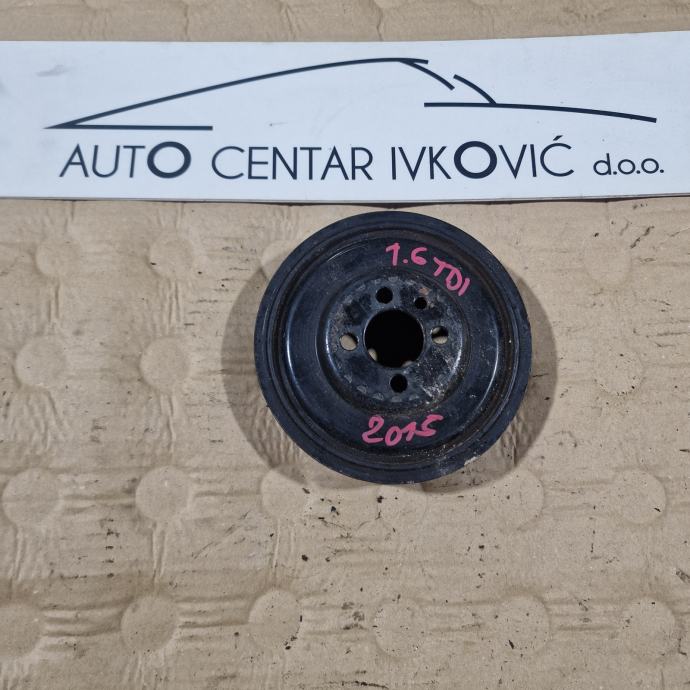 AUTO CENTAR IVKOVIĆ d.o.o.
1.6 TDI
2015